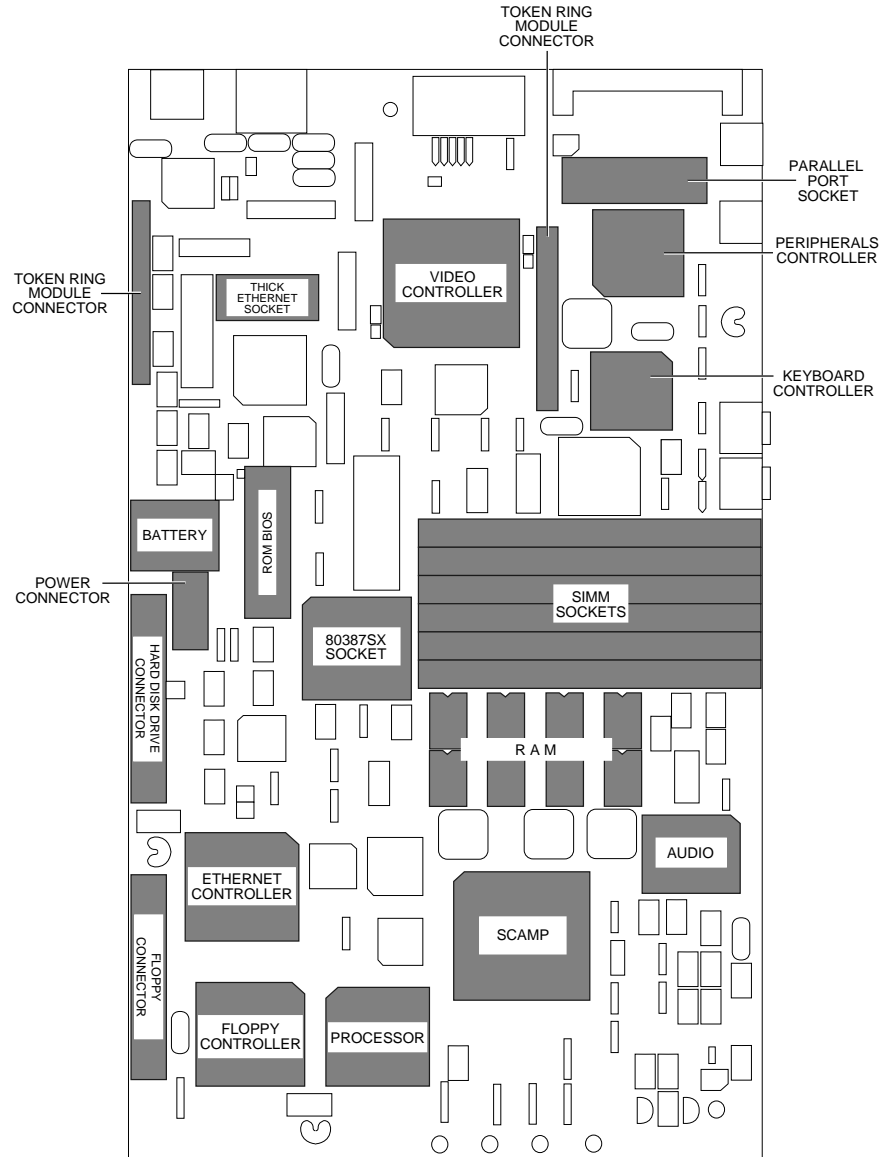 TOKEN RING
MODULE
CONNECTOR
PARALLEL
PORT
SOCKET
PERIPHERALS
CONTROLLER
VIDEO
CONTROLLER
TOKEN RING
MODULE
CONNECTOR
THICK
ETHERNET
SOCKET
KEYBOARD
CONTROLLER
BATTERY
ROM BIOS
POWER
CONNECTOR
SIMM
SOCKETS
80387SX
SOCKET
HARD DISK DRIVE
CONNECTOR
R A M
AUDIO
ETHERNET
CONTROLLER
SCAMP
FLOPPY
CONNECTOR
FLOPPY
CONTROLLER
PROCESSOR